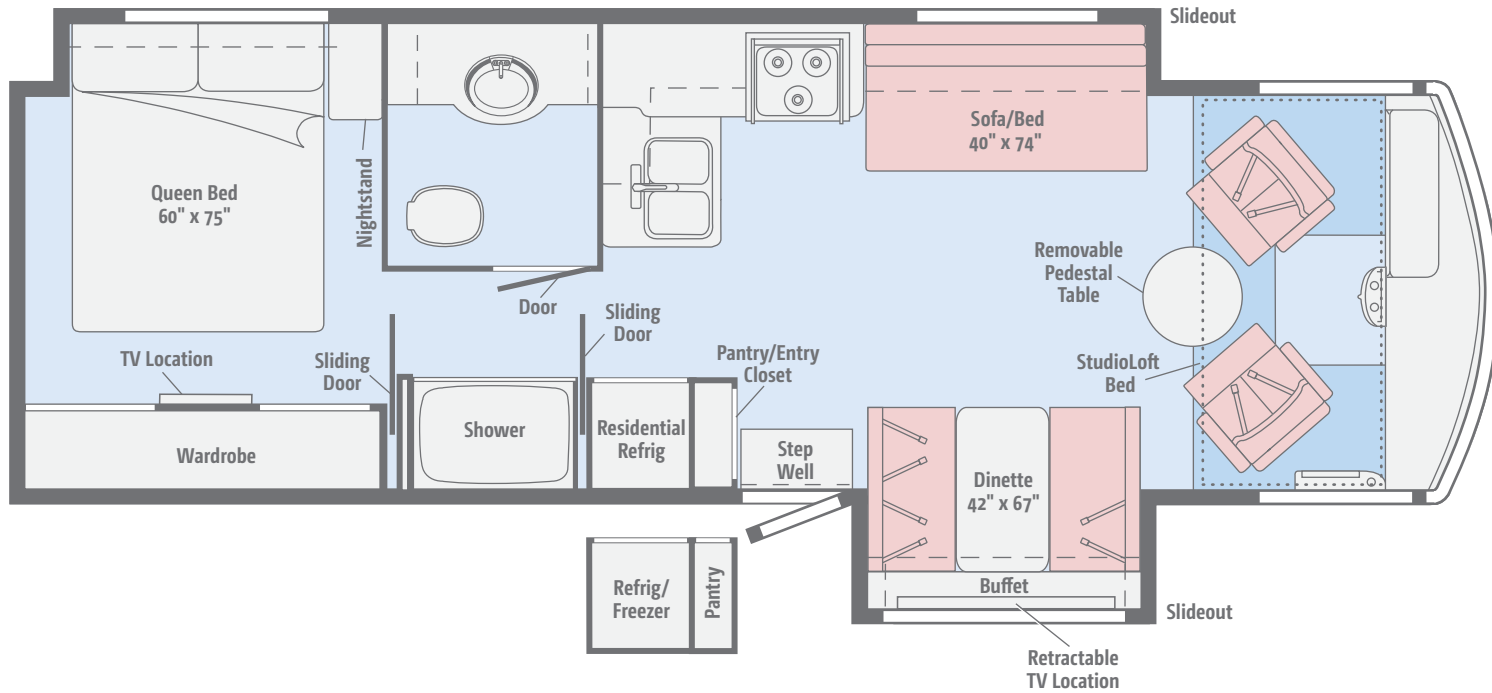 Slideout
Queen Bed
60" x 75"
Nightstand
Sofa/Bed
40" x 74"
Door
Sliding
Door
Removable
Pedestal
Table
TV Location
Sliding
Door
Pantry/Entry
Closet
StudioLoft
Bed
Wardrobe
Shower
Residential
Refrig
Step
Well
Dinette
42" x 67"
Refrig/
Freezer
Pantry
Buffet
Slideout
Retractable
TV Location